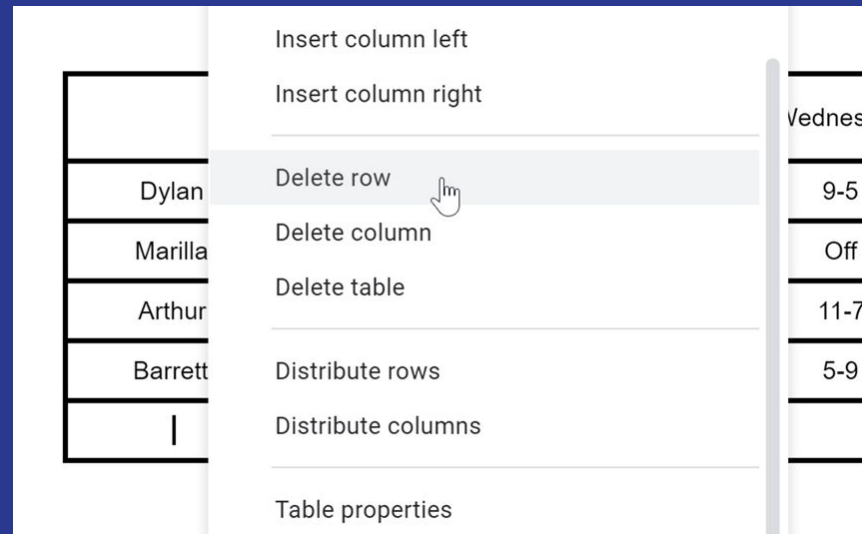 Insert column left
Insert column right
Wednes
Delete row
Dylan
9-5
Delete column
Marilla
Off
Delete table
Arthur
11-7
Distribute rows
Barrett
5-9
Distribute columns
Table properties